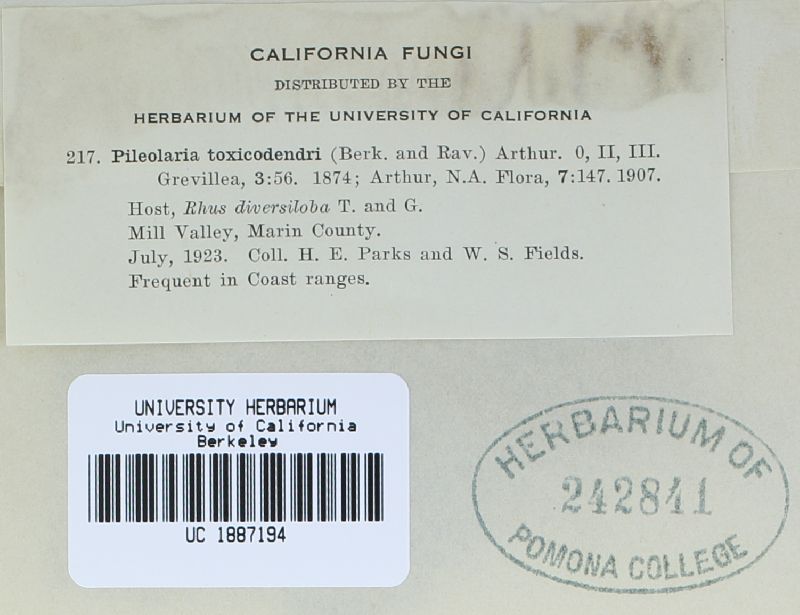 CALIFORNIA FUNGI
DISTRIBUTED BY THE
HERBARIUM OF THE UNIVERSITY OF CALIFORNIA
217. Pileolaria toxicodendri (Berk. and Rav.) Arthur. 0, II, III.
Grevillea, 3:56. 1874; Arthur, N.A. Flora, 7:147. 1907.
Host, Rhus diversiloba T. and G.
Mill Valley, Marin County.
July, 1923. Coll. H. E. Parks and W. S. Fields.
Frequent in Coast ranges.
UNIVERSITY HERBARIUM
University of California
Berkeley
UC 1887194
HERBARIUM OF
242841
POMONA COLLEGE